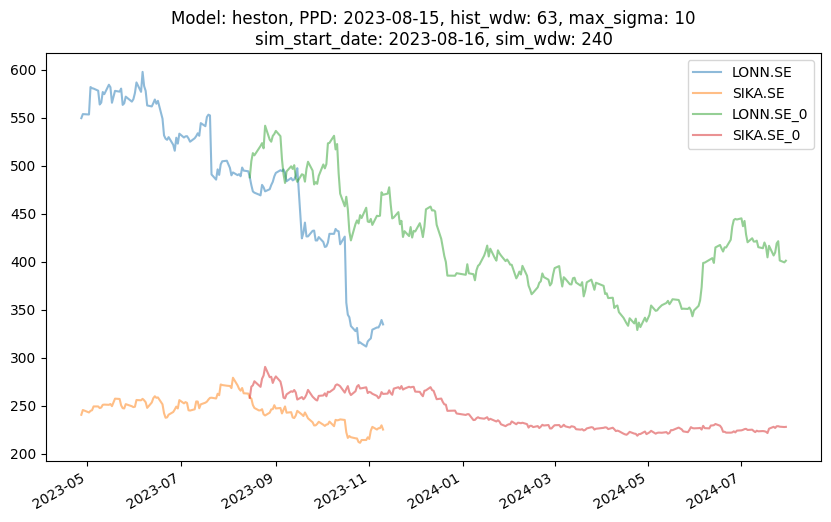 Model: heston, PPD: 2023-08-15, hist_wdw: 63, max_sigma: 10
sim_start_date: 2023-08-16, sim_wdw: 240
LONN.SE
SIKA.SE
LONN.SE_0
SIKA.SE_0
600
550
500
450
400
350
300
250
200
2023-05
2023-07
2023-09
2023-11
2024-01
2024-03
2024-05
2024-07